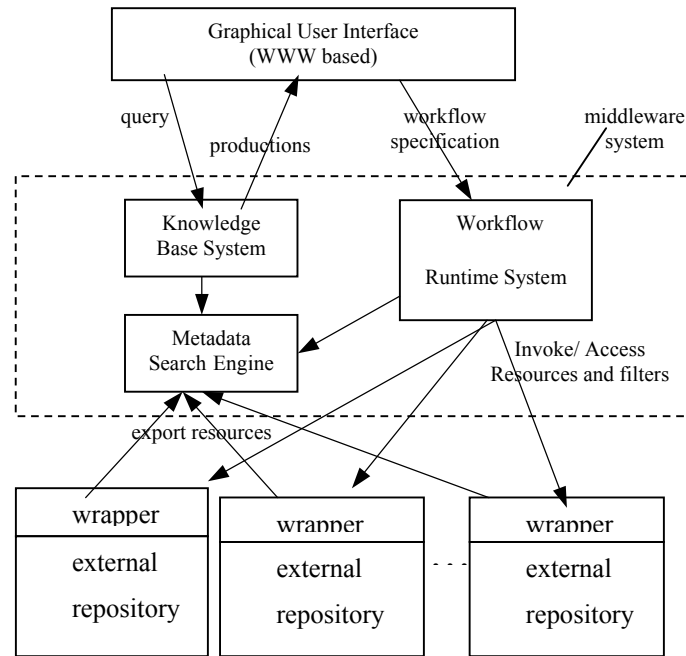 Graphical User Interface
(WWW based)
query
productions
workflow
specification
middleware
system
Knowledge
Base System
Workflow
Runtime System
Metadata
Search Engine
Invoke/ Access
Resources and filters
export resources
wrapper
external
repository
wrapper
external
repository
. . . .
wrapper
external
repository